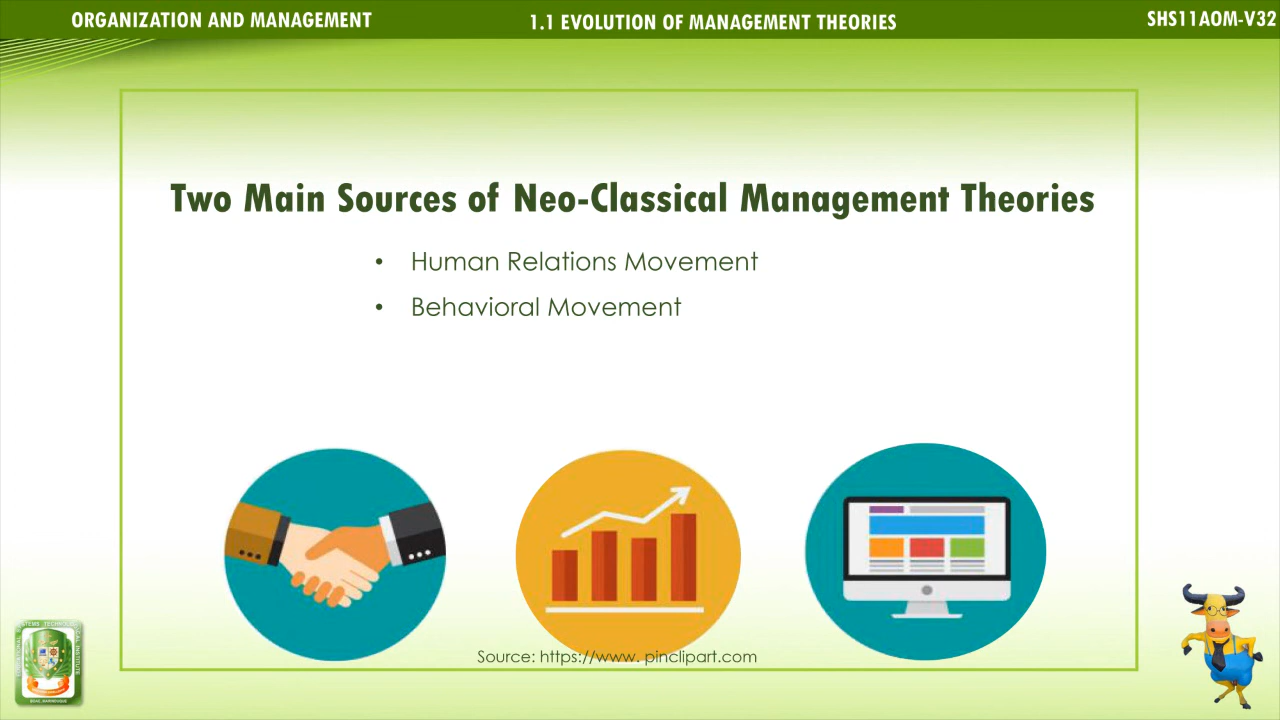 ORGANIZATION AND MANAGEMENT
1.1 EVOLUTION OF MANAGEMENT THEORIES
SHS11AOM-V32
Two Main Sources of Neo-Classical Management Theories
• Human Relations Movement
• Behavioral Movement
Source: https://www. pinclipart.com